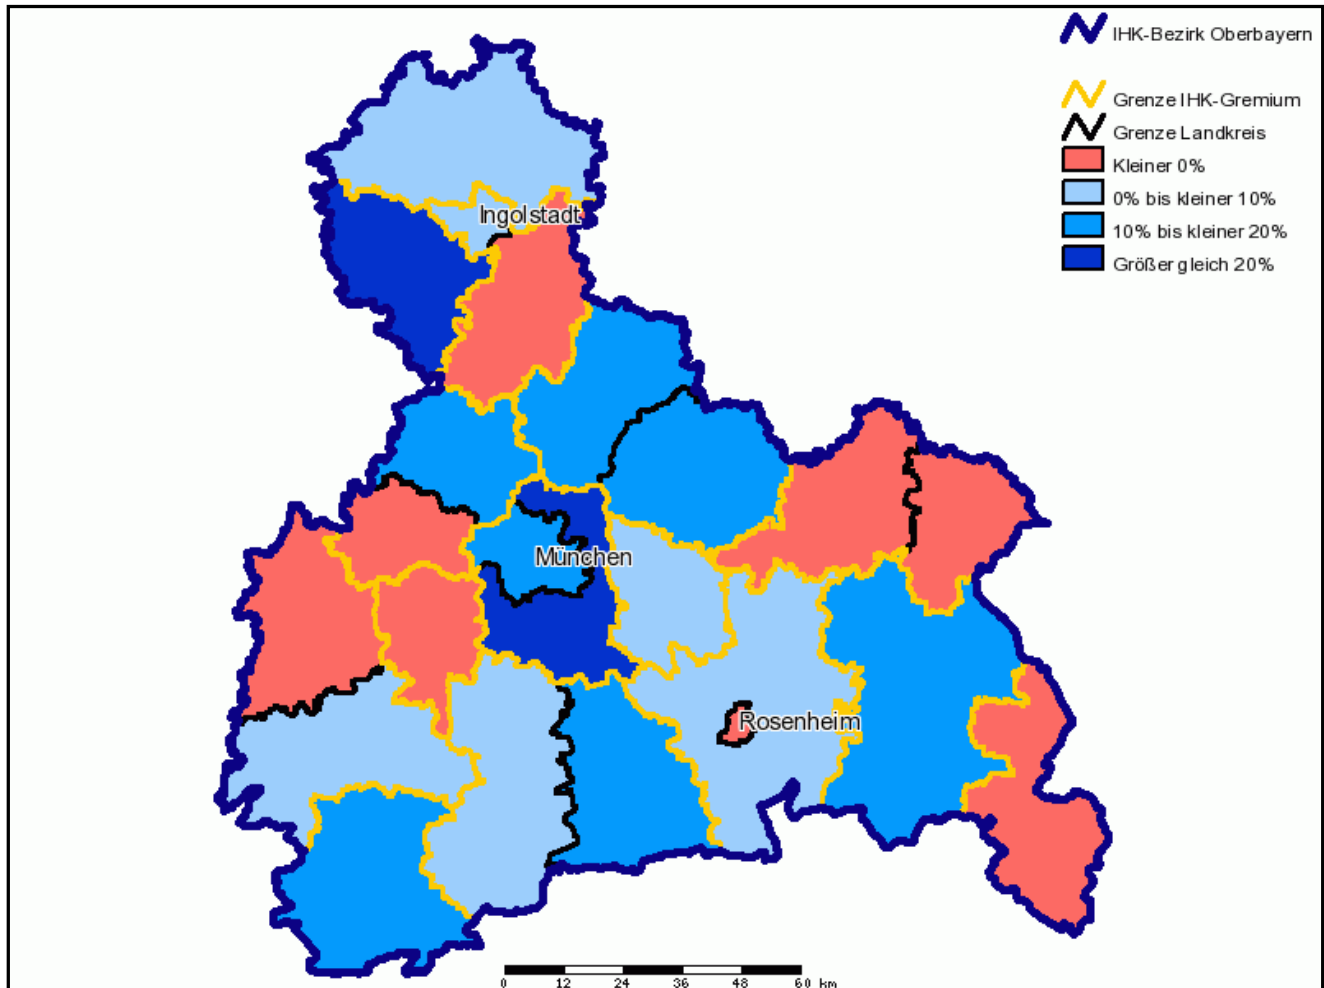 IHK-Bezirk Oberbayern
Grenze IHK-Gremium
Grenze Landkreis
Kleiner 0%
0% bis kleiner 10%
10% bis kleiner 20%
Größer gleich 20%
Ingolstadt
München
Rosenheim
0 12 24 36 48 60 km